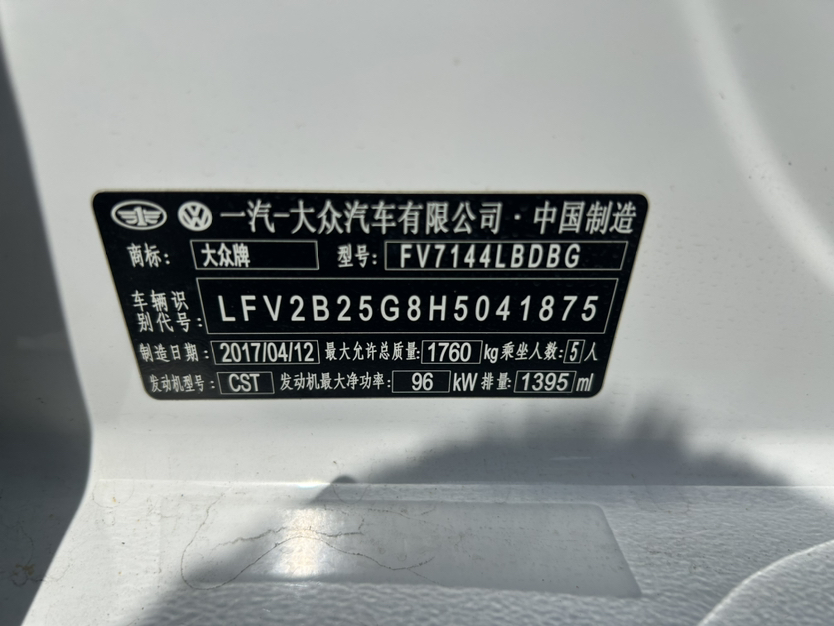 一汽-大众汽车有限公司·中国制造
商标: 大众牌 型号: FV7144LBDBG
车辆识别代号: LFV2B25G8H5041875
制造日期: 2017/04/12 最大允许总质量: 1760 kg 乘坐人数: 5 人
发动机型号: CST 发动机最大净功率: 96 kW 排量: 1395 ml